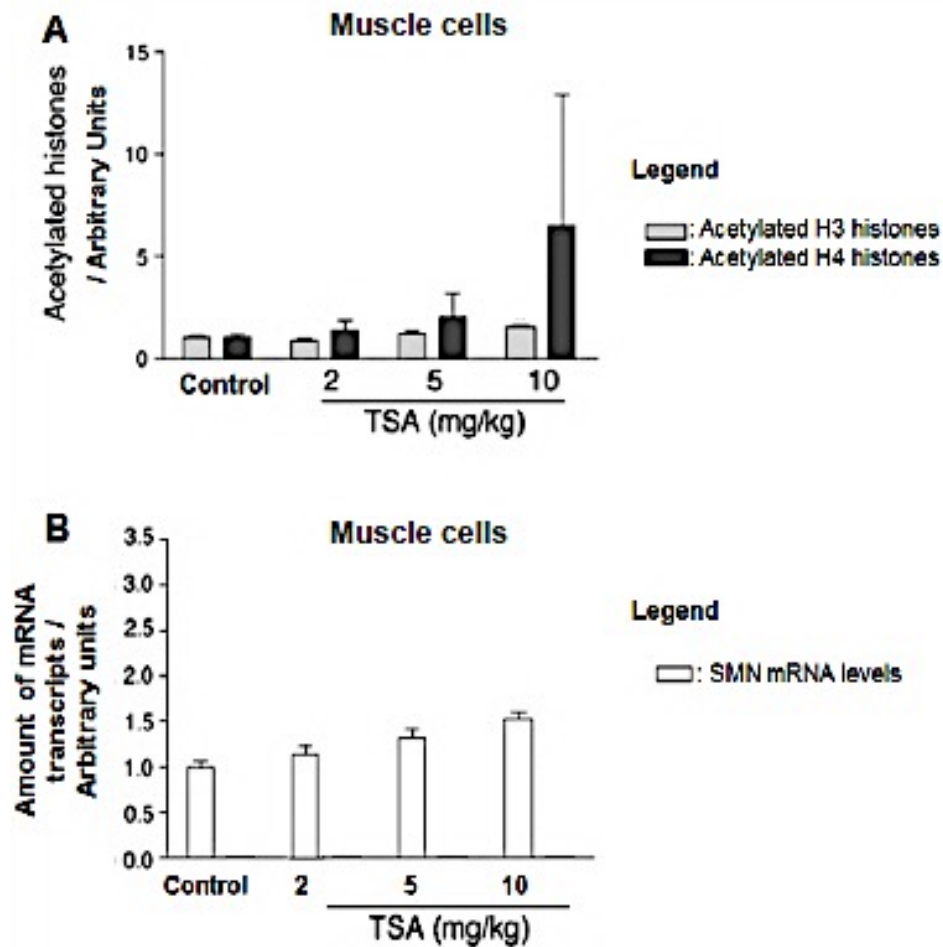 A
Muscle cells
Acetylated histones
/ Arbitrary Units
15
10
5
0
Control 2 5 10
TSA (mg/kg)
Legend
: Acetylated H3 histones
: Acetylated H4 histones
B
Muscle cells
Amount of mRNA
transcripts /
Arbitrary units
3.5
3.0
2.5
2.0
1.5
1.0
0.5
0.0
Control 2 5 10
TSA (mg/kg)
Legend
: SMN mRNA levels